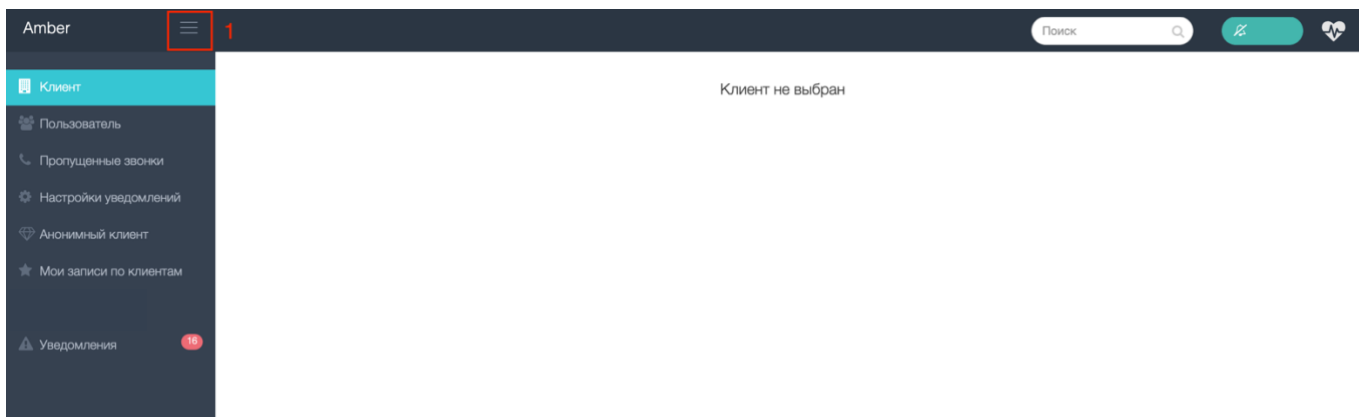 Amber
1
Поиск
Клиент
Клиент не выбран
Пользователь
Пропущенные звонки
Настройки уведомлений
Анонимный клиент
Мои записи по клиентам
Уведомления
16